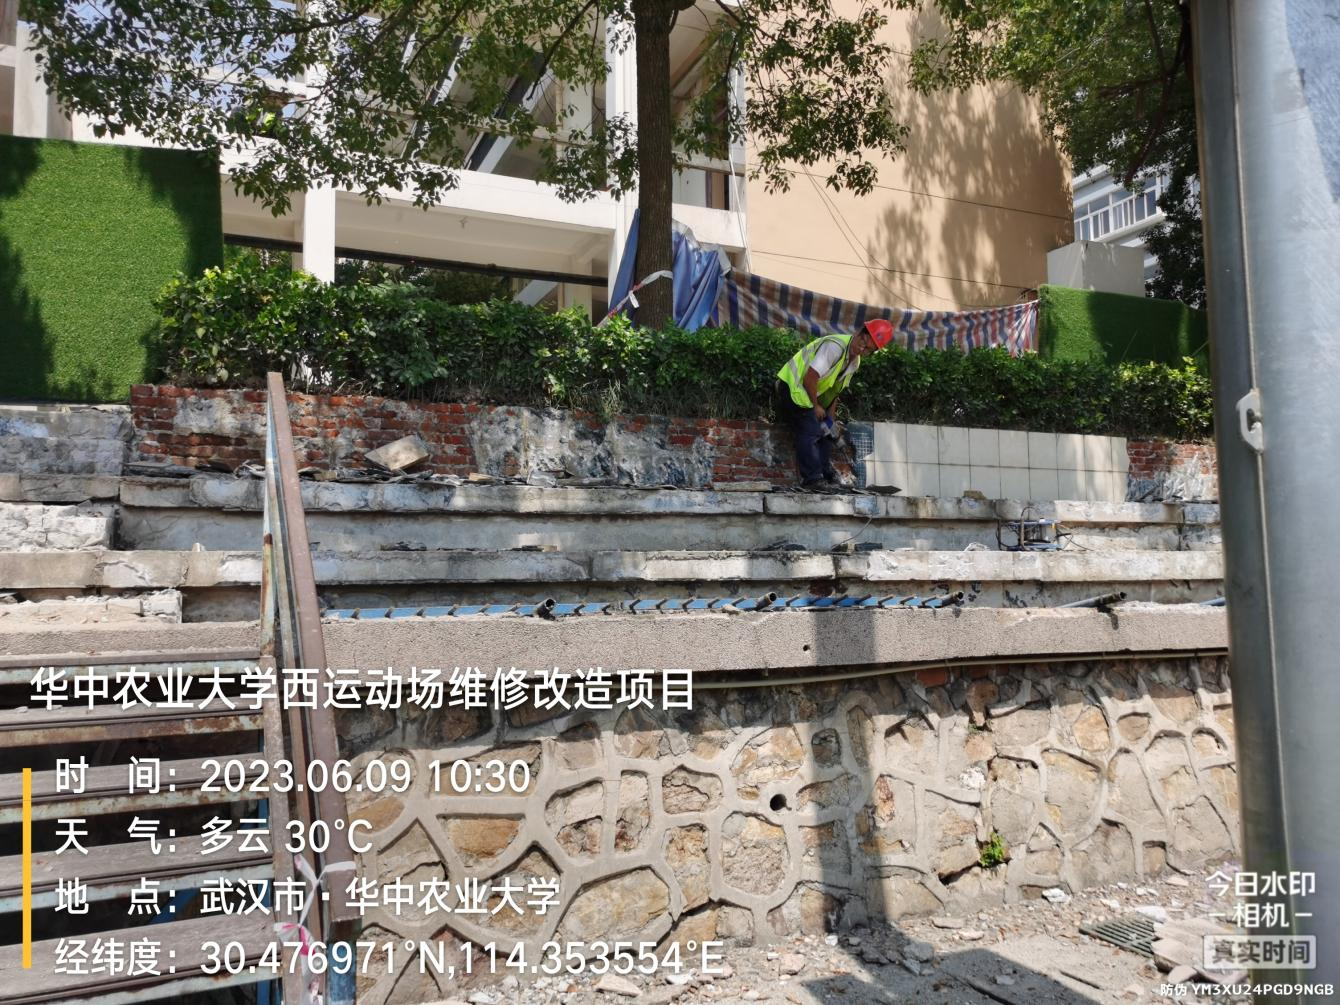 华中农业大学西运动场维修改造项目
时 间：2023.06.09 10:30
天 气：多云 30°C
地 点：武汉市·华中农业大学
经纬度：30.476971°N,114.353554°E
今日水印
-相机-
真实时间
防伪 YM3XU24PGD9NGB